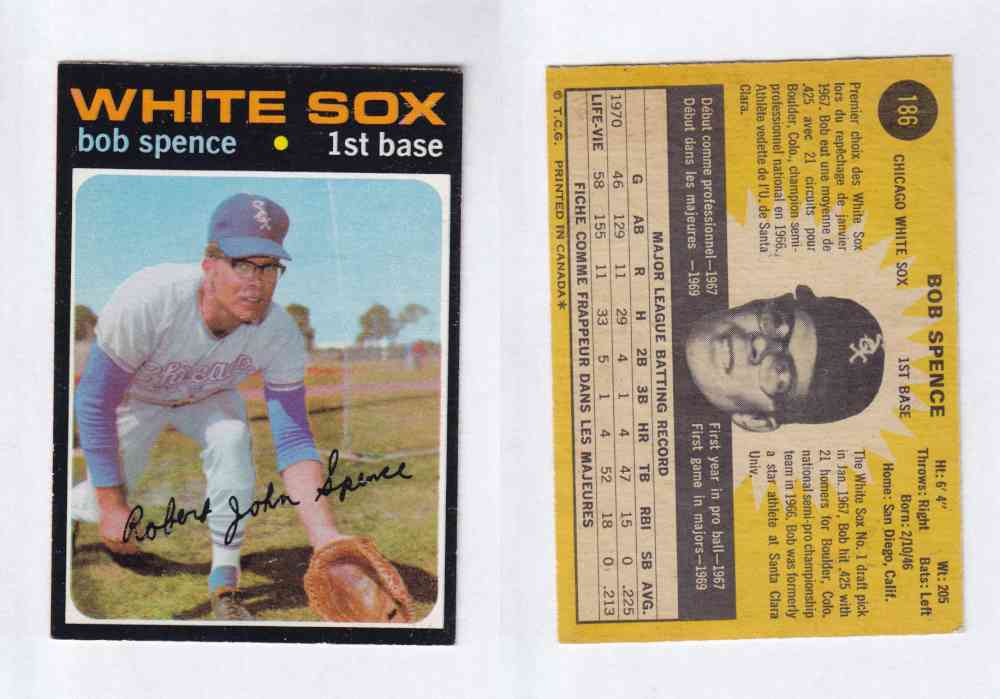 WHITE SOX
bob spence • 1st base
Sox
Chicago
Robert John Spence
186
CHICAGO WHITE SOX
BOB SPENCE
1ST BASE
Ht: 6' 4" Wt: 205
Throws: Right Bats: Left
Born: 2/10/46
Home: San Diego, Calif.
Premier choix des White Sox
lors du repêchage de janvier
1967. Bob eut une moyenne de
.425 avec 21 circuits pour
Boulder, Colo., champion semi-
professionnel national en 1966.
Athlète vedette de l'U. de Santa
Clara.
The White Sox No. 1 draft pick
in Jan. 1967, Bob hit .425 with
21 homers for Boulder, Colo.
national semi-pro championship
team in 1966. Bob was formerly
a star athlete at Santa Clara
Univ.
SOX
Début comme professionnel—1967
Début dans les majeures —1969
First year in pro ball—1967
First game in majors—1969
MAJOR LEAGUE BATTING RECORD
G AB R H 2B 3B HR TB RBI SB AVG.
1970 46 129 11 29 4 1 4 47 15 0 .225
LIFE-VIE 58 155 11 33 5 1 4 52 18 0 .213
FICHE COMME FRAPPEUR DANS LES MAJEURES
© T.C.G. PRINTED IN CANADA*